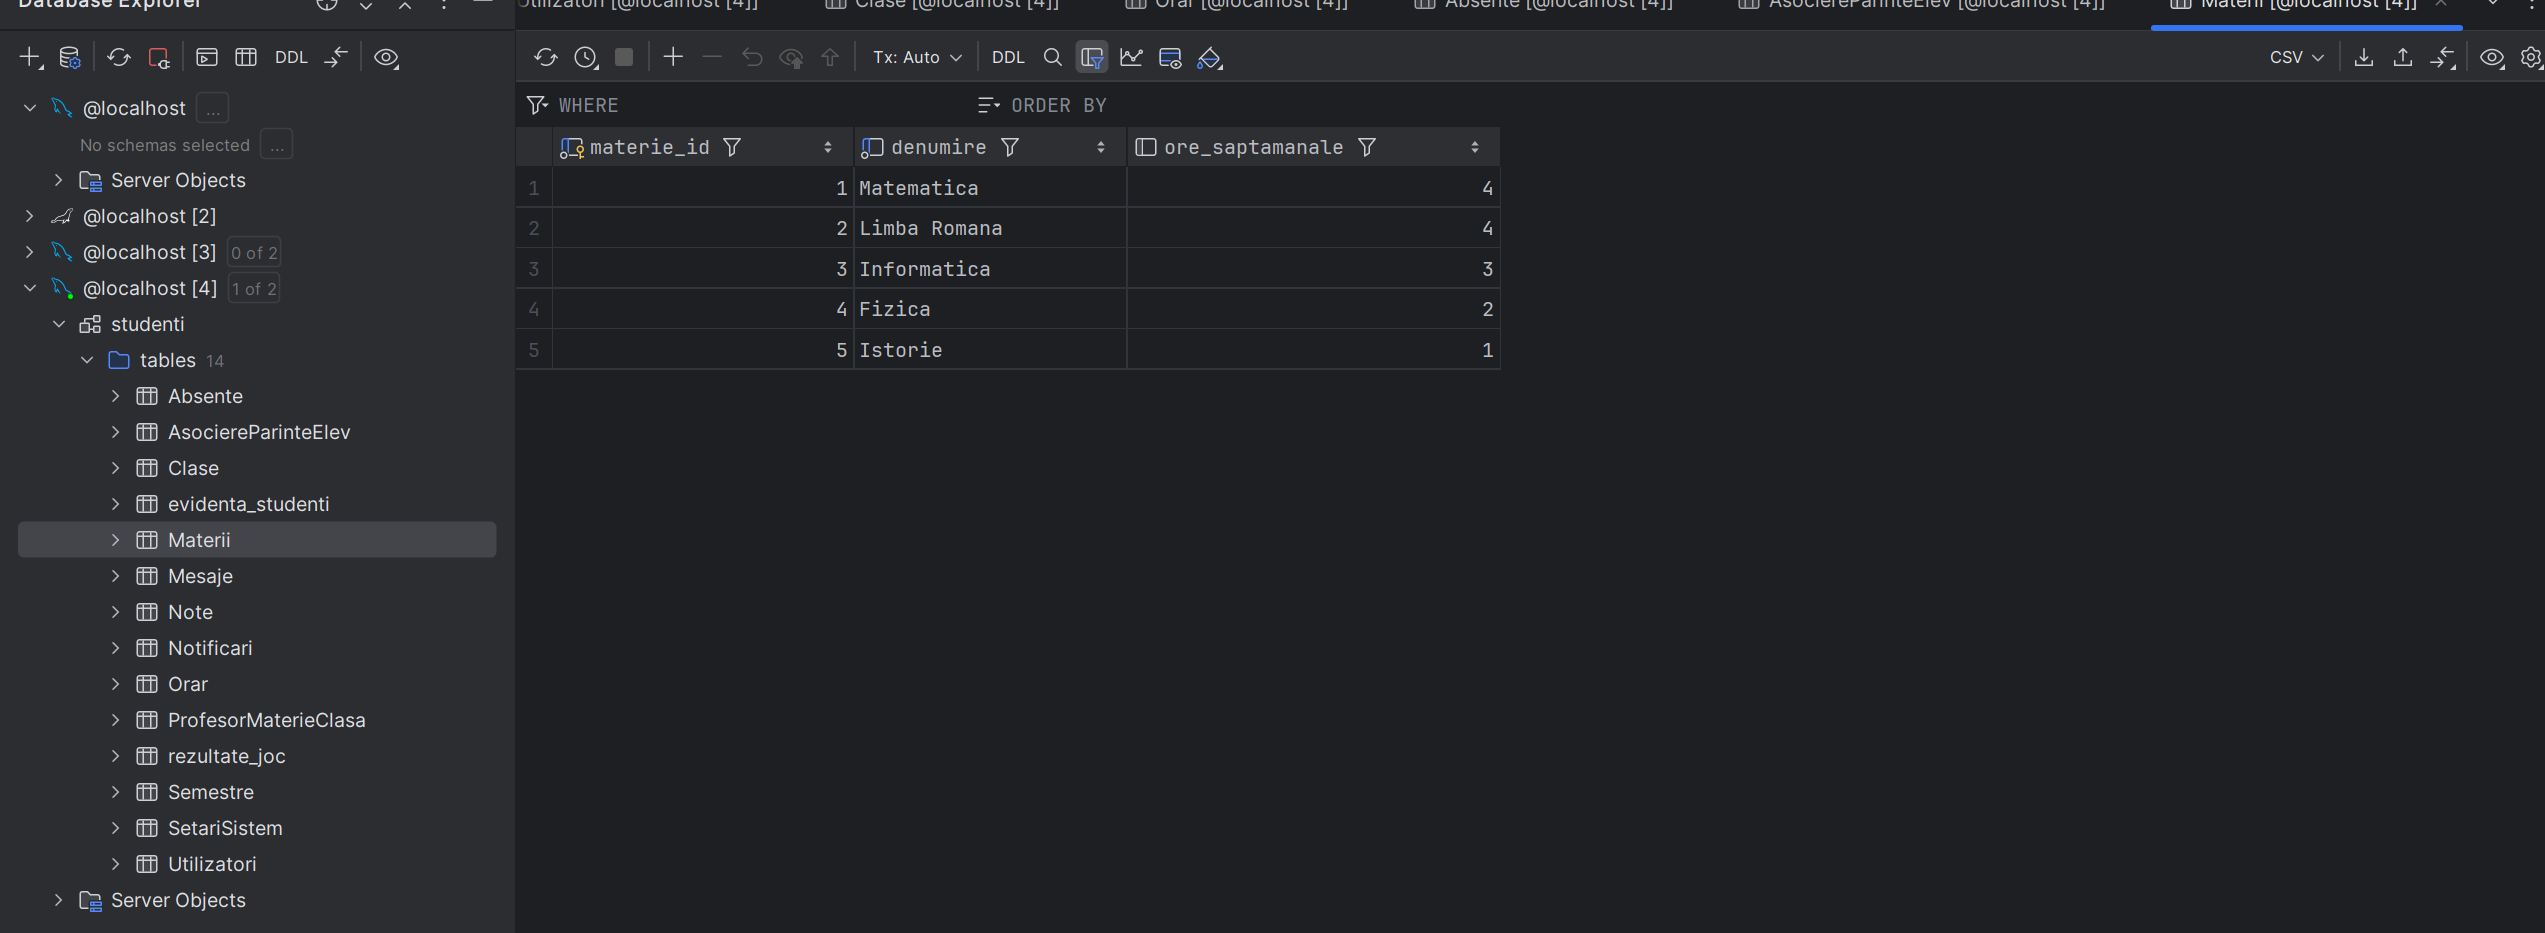 Database Explorer
Utilizatori [@localhost [4]] Clase [@localhost [4]] Orar [@localhost [4]] Absente [@localhost [4]] AsociereParinteElev [@localhost [4]] Materii [@localhost [4]]
DDL
Tx: Auto DDL CSV
@localhost ...
No schemas selected ...
Server Objects
@localhost [2]
@localhost [3] 0 of 2
@localhost [4] 1 of 2
studenti
tables 14
Absente
AsociereParinteElev
Clase
evidenta_studenti
Materii
Mesaje
Note
Notificari
Orar
ProfesorMaterieClasa
rezultate_joc
Semestre
SetariSistem
Utilizatori
Server Objects
WHERE ORDER BY
materie_id denumire ore_saptamanale
1 1 Matematica 4
2 2 Limba Romana 4
3 3 Informatica 3
4 4 Fizica 2
5 5 Istorie 1